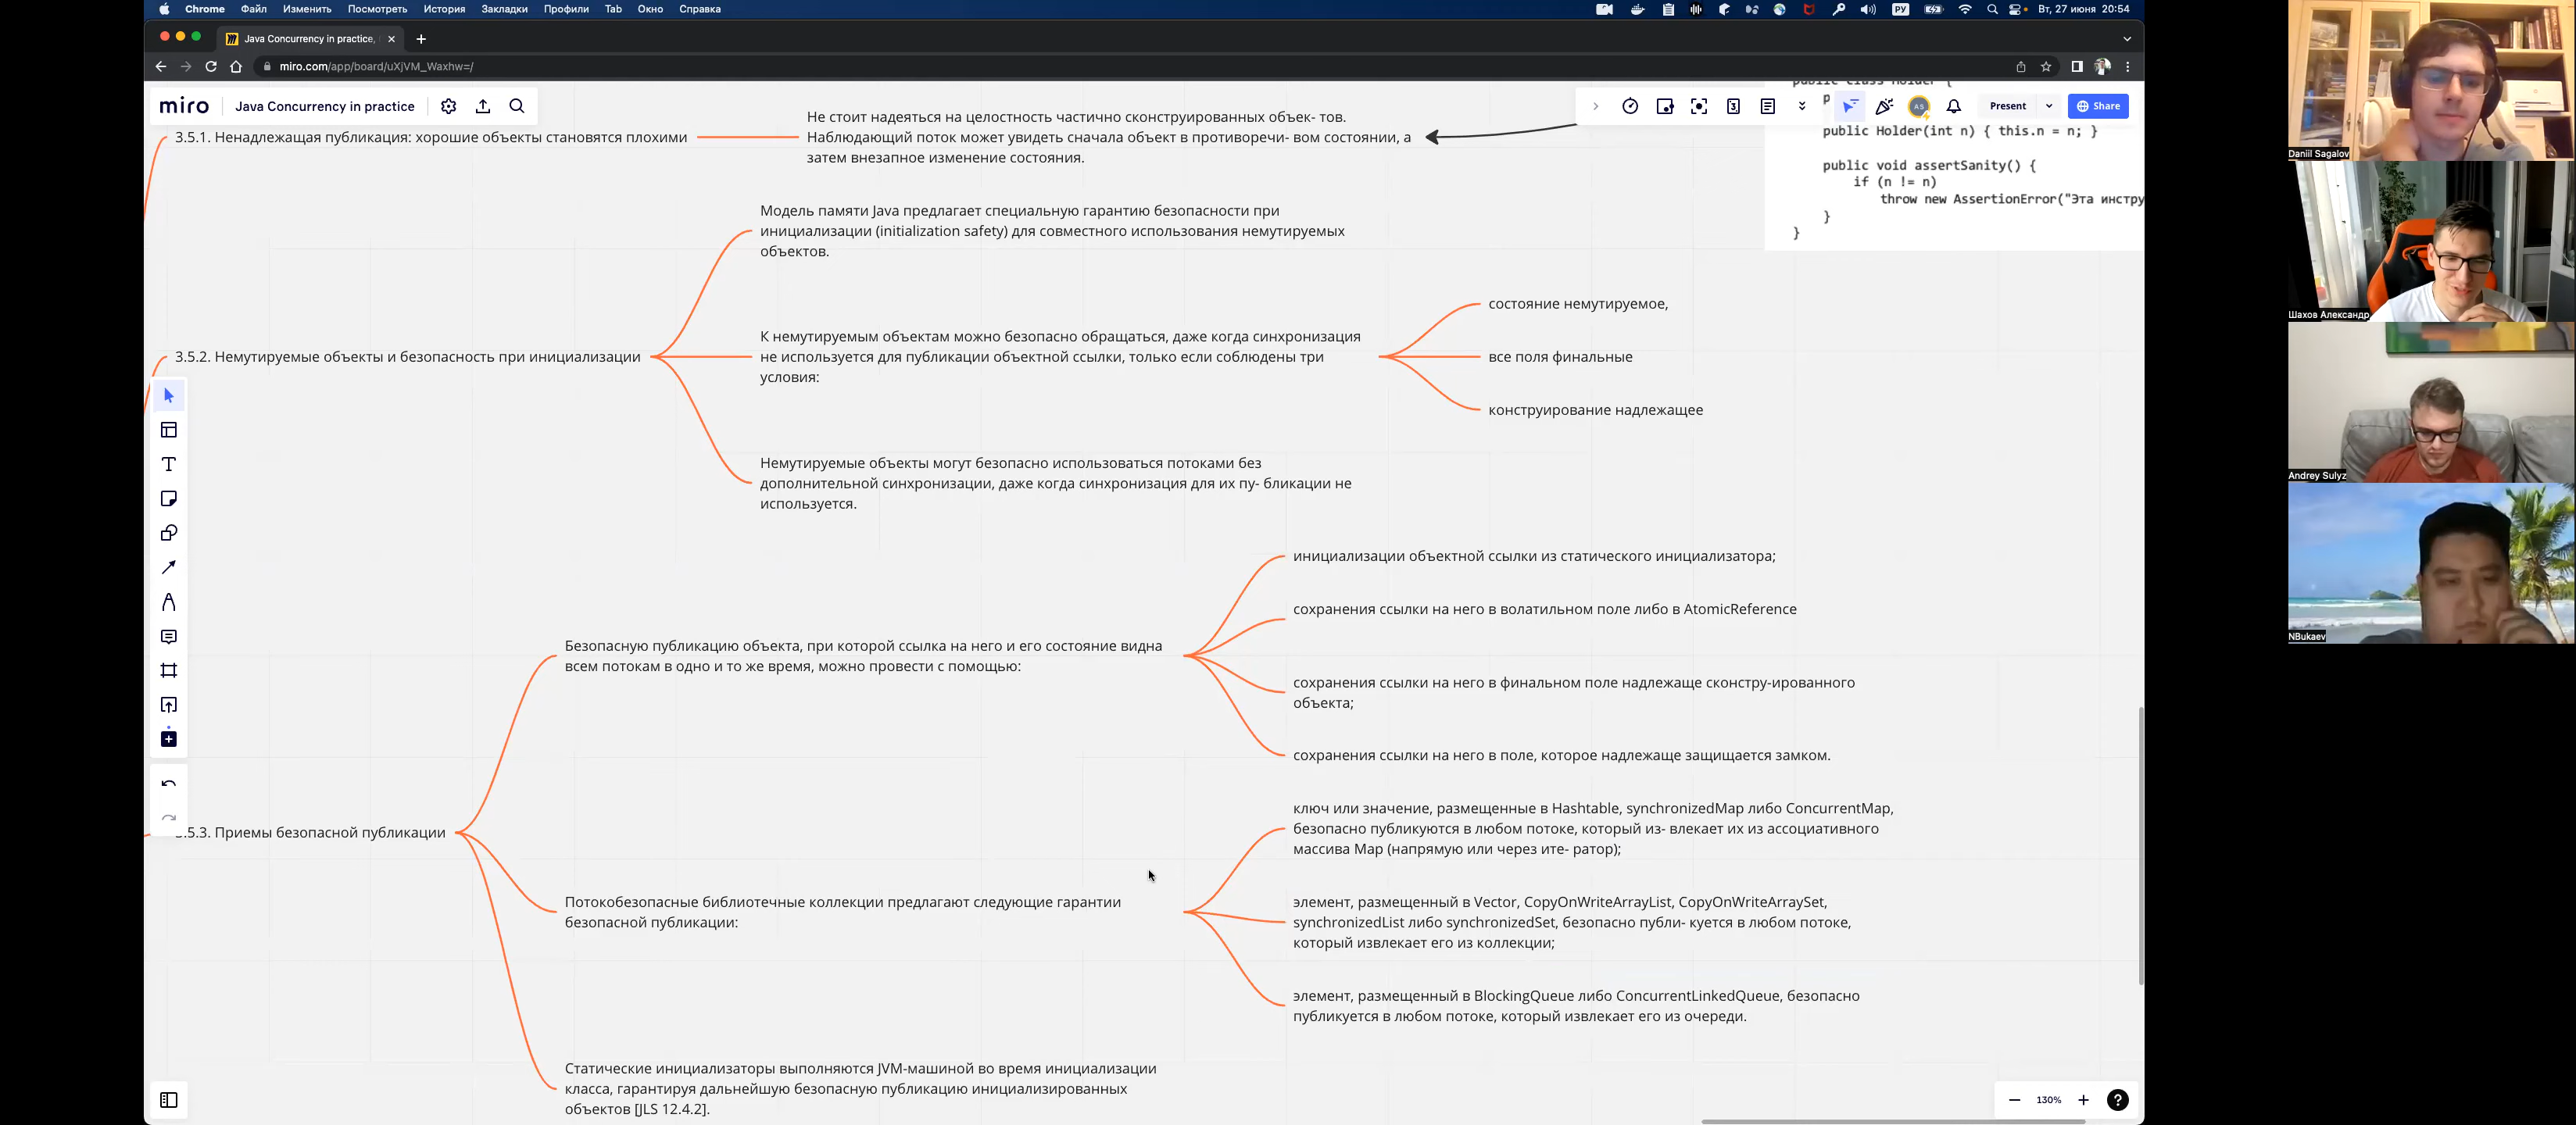 Chrome Файл Изменить Посмотреть История Закладки Профили Tab Окно Справка
РУ Вт, 27 июня 20:54
Java Concurrency in practice,
miro.com/app/board/uXjVM_Waxhw=/
miro Java Concurrency in practice
3
AS
Present
Share
3.5.1. Ненадлежащая публикация: хорошие объекты становятся плохими
Не стоит надеяться на целостность частично сконструированных объек- тов.
Наблюдающий поток может увидеть сначала объект в противоречи- вом состоянии, а
затем внезапное изменение состояния.
public class Holder {
p
public Holder(int n) { this.n = n; }
public void assertSanity() {
if (n != n)
throw new AssertionError("Эта инстру
}
}
3.5.2. Немутируемые объекты и безопасность при инициализации
Модель памяти Java предлагает специальную гарантию безопасности при
инициализации (initialization safety) для совместного использования немутируемых
объектов.
К немутируемым объектам можно безопасно обращаться, даже когда синхронизация
не используется для публикации объектной ссылки, только если соблюдены три
условия:
состояние немутируемое,
все поля финальные
конструирование надлежащее
Немутируемые объекты могут безопасно использоваться потоками без
дополнительной синхронизации, даже когда синхронизация для их пу- бликации не
используется.
3.5.3. Приемы безопасной публикации
Безопасную публикацию объекта, при которой ссылка на него и его состояние видна
всем потокам в одно и то же время, можно провести с помощью:
инициализации объектной ссылки из статического инициализатора;
сохранения ссылки на него в волатильном поле либо в AtomicReference
сохранения ссылки на него в финальном поле надлежаще сконстру-ированного
объекта;
сохранения ссылки на него в поле, которое надлежаще защищается замком.
Потокобезопасные библиотечные коллекции предлагают следующие гарантии
безопасной публикации:
ключ или значение, размещенные в Hashtable, synchronizedMap либо ConcurrentMap,
безопасно публикуются в любом потоке, который из- влекает их из ассоциативного
массива Map (напрямую или через ите- ратор);
элемент, размещенный в Vector, CopyOnWriteArrayList, CopyOnWriteArraySet,
synchronizedList либо synchronizedSet, безопасно публи- куется в любом потоке,
который извлекает его из коллекции;
элемент, размещенный в BlockingQueue либо ConcurrentLinkedQueue, безопасно
публикуется в любом потоке, который извлекает его из очереди.
Статические инициализаторы выполняются JVM-машиной во время инициализации
класса, гарантируя дальнейшую безопасную публикацию инициализированных
объектов [JLS 12.4.2].
130%
Daniil Sagalov
Шахов Александр
Andrey Sulyz
NBukaev